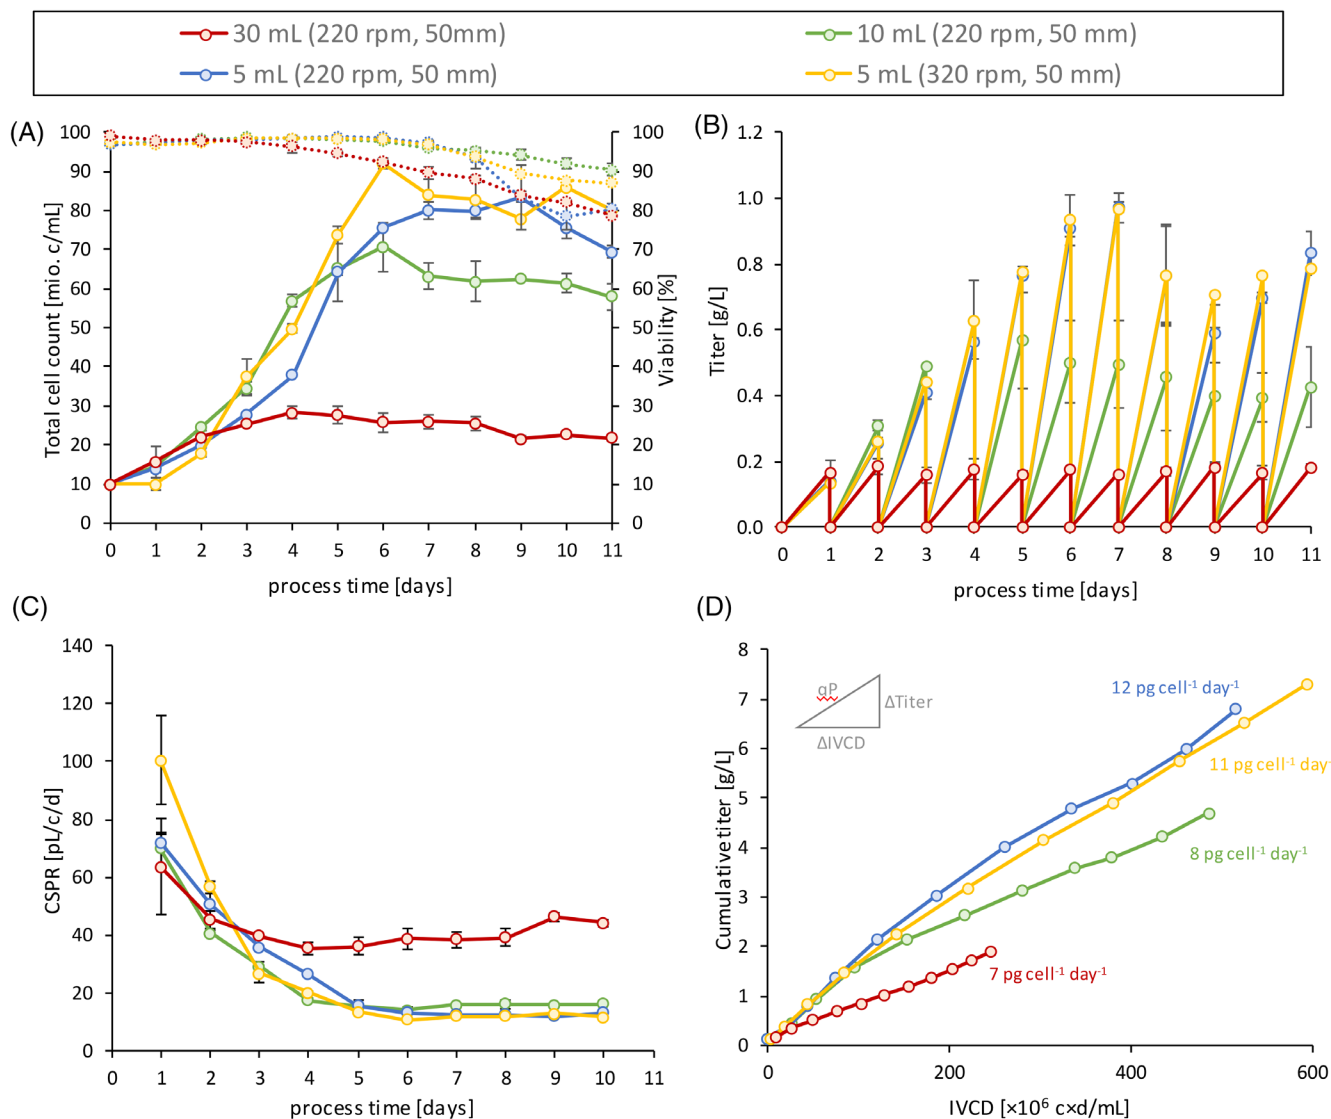 30 mL (220 rpm, 50mm)
10 mL (220 rpm, 50 mm)
5 mL (220 rpm, 50 mm)
5 mL (320 rpm, 50 mm)
(A)
Total cell count [mio. c/mL]
100
90
80
70
60
50
40
30
20
10
0
100
90
80
70
60
50
40
30
20
10
0
Viability [%]
0 1 2 3 4 5 6 7 8 9 10 11
process time [days]
(B)
Titer [g/L]
1.2
1.0
0.8
0.6
0.4
0.2
0.0
0 1 2 3 4 5 6 7 8 9 10 11
process time [days]
(C)
CSPR [pL/c/d]
140
120
100
80
60
40
20
0
0 1 2 3 4 5 6 7 8 9 10 11
process time [days]
(D)
Cumulative titer [g/L]
8
7
6
5
4
3
2
1
0
qP
ΔTiter
ΔIVCD
12 pg cell⁻¹ day⁻¹
11 pg cell⁻¹ day⁻
8 pg cell⁻¹ day⁻¹
7 pg cell⁻¹ day⁻¹
0 200 400 600
IVCD [×10⁶ c×d/mL]